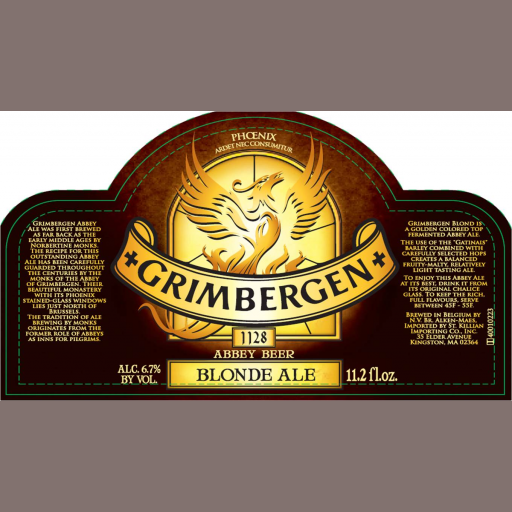 PHŒNIX
ARDET NEC CONSUMITUR
GRIMBERGEN
1128
ABBEY BEER
BLONDE ALE
ALC. 6.7%
BY VOL.
11.2 fl.oz.
GRIMBERGEN ABBEY
ALE WAS FIRST BREWED
AS FAR BACK AS THE
EARLY MIDDLE AGES BY
NORBERTINE MONKS.
THE RECIPE FOR THIS
OUTSTANDING ABBEY
ALE HAS BEEN CAREFULLY
GUARDED THROUGHOUT
THE CENTURIES BY THE
MONKS OF THE ABBEY
OF GRIMBERGEN. THEIR
BEAUTIFUL MONASTERY
WITH ITS PHOENIX
STAINED-GLASS WINDOWS
LIES JUST NORTH OF
BRUSSELS.
THE TRADITION OF ALE
BREWING BY MONKS
ORIGINATES FROM THE
FORMER ROLE OF ABBEYS
AS INNS FOR PILGRIMS.
GRIMBERGEN BLOND IS
A GOLDEN COLORED TOP
FERMENTED ABBEY ALE.
THE USE OF THE "GATINAIS"
BARLEY COMBINED WITH
CAREFULLY SELECTED HOPS
CREATES A BALANCED
FRUITY-MALTY, RELATIVELY
LIGHT TASTING ALE.
TO ENJOY THIS ABBEY ALE
AT ITS BEST, DRINK IT FROM
ITS ORIGINAL CHALICE
GLASS. TO KEEP THE RICH,
FULL FLAVOURS, SERVE
BETWEEN 45F - 55F.
BREWED IN BELGIUM BY
N.V. BR. ALKEN-MAES.
IMPORTED BY ST. KILLIAN
IMPORTING CO., INC.
35 ELDER AVENUE
KINGSTON, MA 02364
40010223